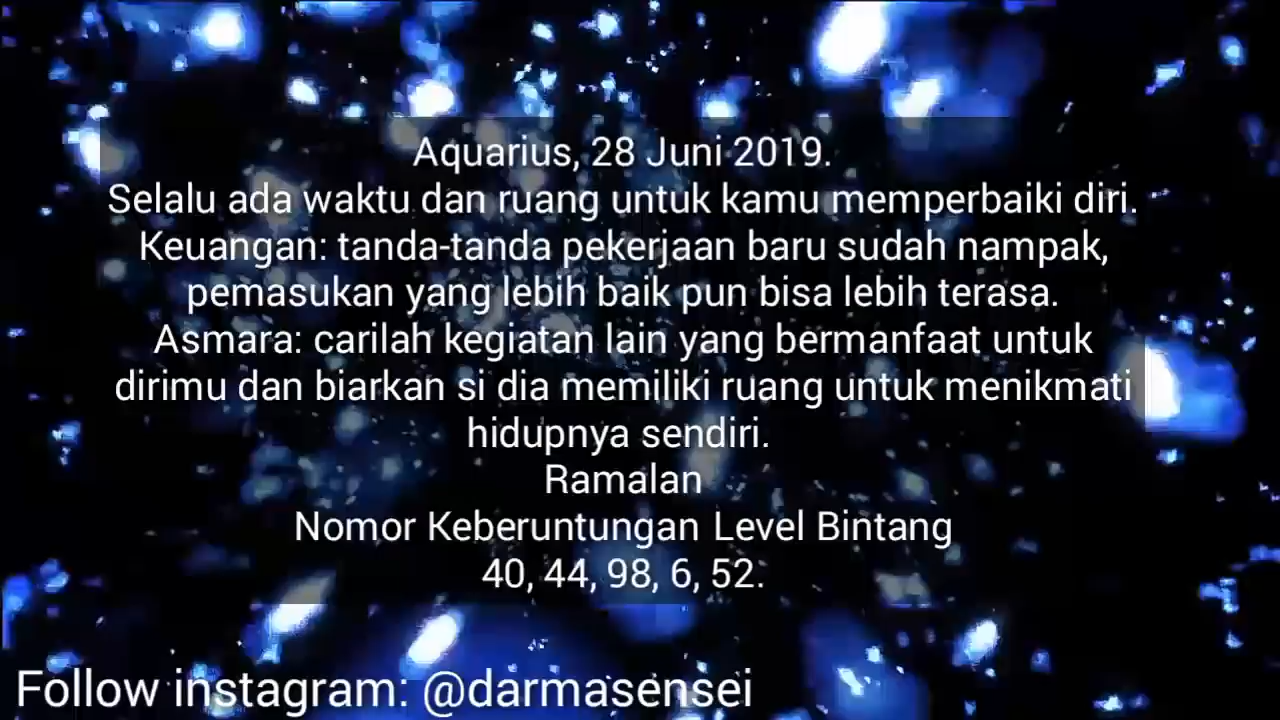 Aquarius, 28 Juni 2019.
Selalu ada waktu dan ruang untuk kamu memperbaiki diri.
Keuangan: tanda-tanda pekerjaan baru sudah nampak,
pemasukan yang lebih baik pun bisa lebih terasa.
Asmara: carilah kegiatan lain yang bermanfaat untuk
dirimu dan biarkan si dia memiliki ruang untuk menikmati
hidupnya sendiri.
Ramalan
Nomor Keberuntungan Level Bintang
40, 44, 98, 6, 52.
Follow instagram: @darmasensei